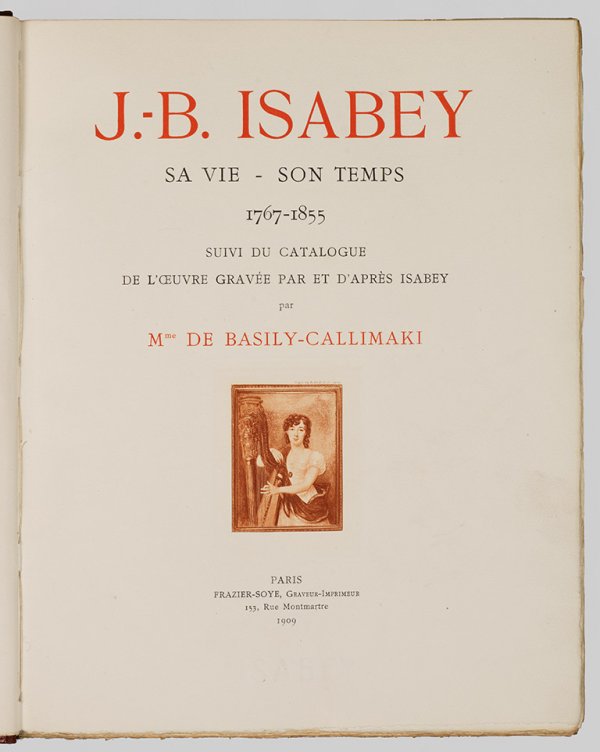 J.-B. ISABEY
SA VIE - SON TEMPS
1767-1855
SUIVI DU CATALOGUE
DE L'ŒUVRE GRAVÉE PAR ET D'APRÈS ISABEY
par
Mme DE BASILY-CALLIMAKI
PARIS
FRAZIER-SOYE, Graveur-Imprimeur
153, Rue Montmartre
1909